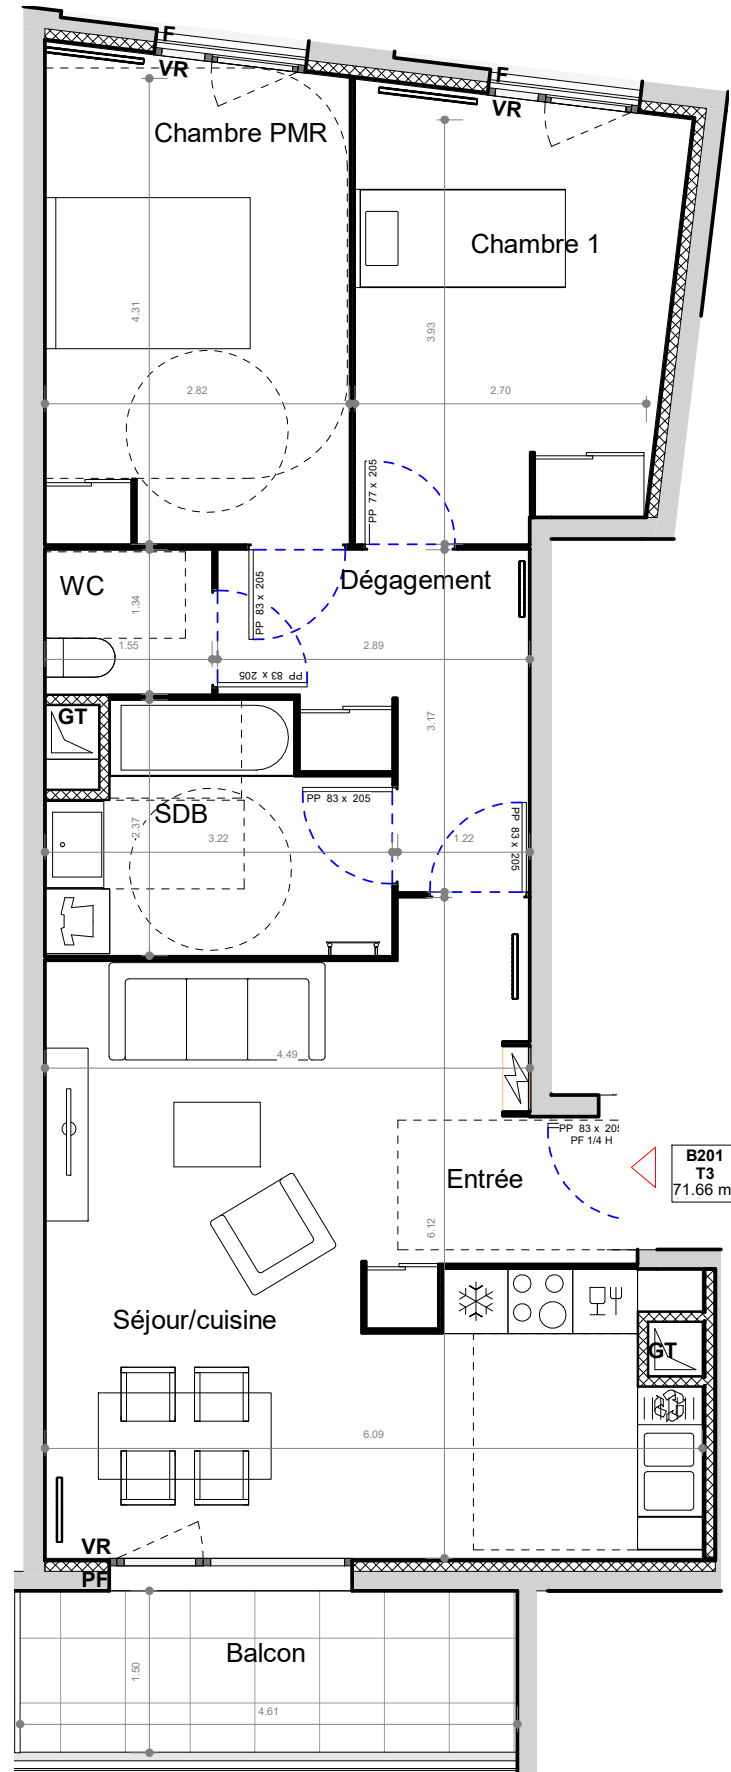 F
VR
F
VR
Chambre PMR
Chambre 1
4.31
3.93
2.82
2.70
PP 77 x 205
WC
Dégagement
PP 83 x 205
1.34
1.55
2.89
PP 83 x 205
GT
3.17
PP 83 x 205
SDB
2.37
3.22
1.22
PP 83 x 205
4.49
PP 83 x 205
PF 1/4 H
B201
T3
71.66 m
Entrée
6.12
Séjour/cuisine
GT
6.09
VR
PF
Balcon
1.50
4.61